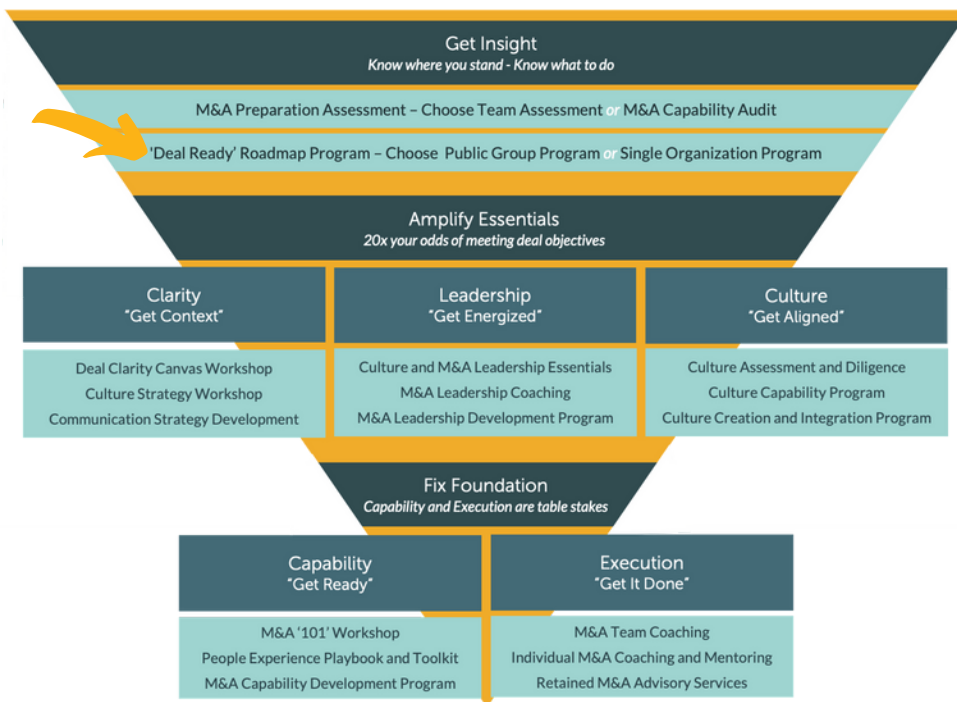 Get Insight
Know where you stand - Know what to do
M&A Preparation Assessment – Choose Team Assessment or M&A Capability Audit
'Deal Ready' Roadmap Program – Choose Public Group Program or Single Organization Program
Amplify Essentials
20x your odds of meeting deal objectives
Clarity
"Get Context"
Deal Clarity Canvas Workshop
Culture Strategy Workshop
Communication Strategy Development
Leadership
"Get Energized"
Culture and M&A Leadership Essentials
M&A Leadership Coaching
M&A Leadership Development Program
Culture
"Get Aligned"
Culture Assessment and Diligence
Culture Capability Program
Culture Creation and Integration Program
Fix Foundation
Capability and Execution are table stakes
Capability
"Get Ready"
M&A '101' Workshop
People Experience Playbook and Toolkit
M&A Capability Development Program
Execution
"Get It Done"
M&A Team Coaching
Individual M&A Coaching and Mentoring
Retained M&A Advisory Services